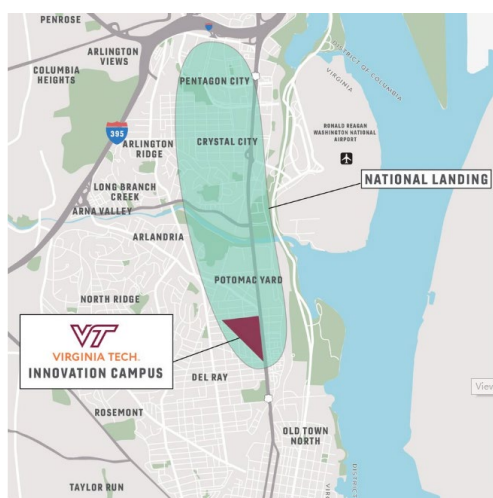 PENROSE
ARLINGTON
VIEWS
COLUMBIA
HEIGHTS
PENTAGON CITY
DISTRICT OF COLUMBIA
VIRGINIA
395
ARLINGTON
RIDGE
CRYSTAL CITY
RONALD REAGAN
WASHINGTON NATIONAL
AIRPORT
NATIONAL LANDING
LONG BRANCH
CREEK
ARNA VALLEY
ARLANDRIA
POTOMAC YARD
NORTH RIDGE
VT
VIRGINIA TECH.
INNOVATION CAMPUS
DEL RAY
View
ROSEMONT
OLD TOWN
NORTH
TAYLOR RUN